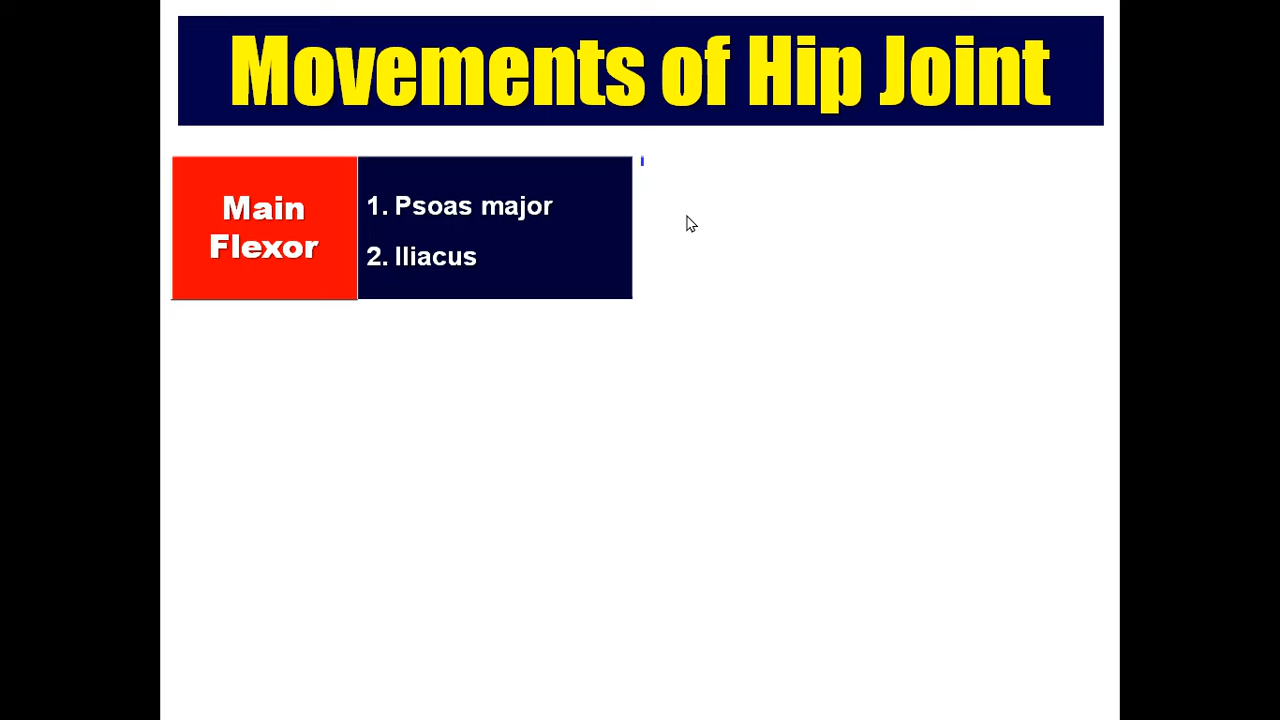 Movements of Hip Joint
Main
Flexor
1. Psoas major
2. Iliacus